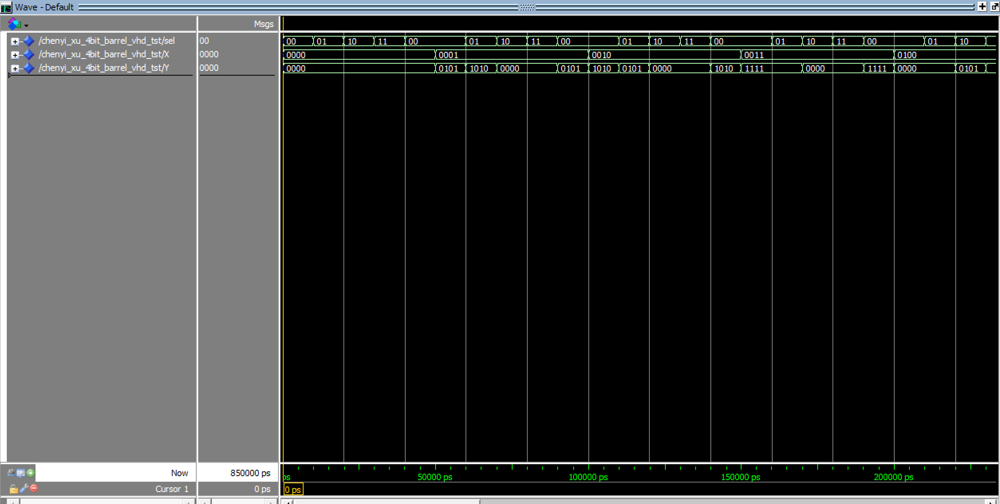 Wave - Default
Msgs
/chenyi_xu_4bit_barrel_vhd_tst/sel 00 00 01 10 11 00 01 10 11 00 01 10 11 00 01 10 11 00 01 10
/chenyi_xu_4bit_barrel_vhd_tst/X 0000 0000 0001 0010 0011 0100
/chenyi_xu_4bit_barrel_vhd_tst/Y 0000 0000 0101 1010 0000 0101 1010 0101 0000 1010 1111 0000 1111 0000 0101
Now 850000 ps ps 50000 ps 100000 ps 150000 ps 200000 ps
Cursor 1 0 ps 0 ps